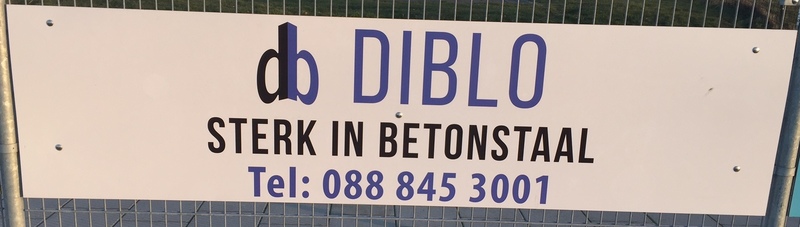 db DIBLO
STERK IN BETONSTAAL
Tel: 088 845 3001